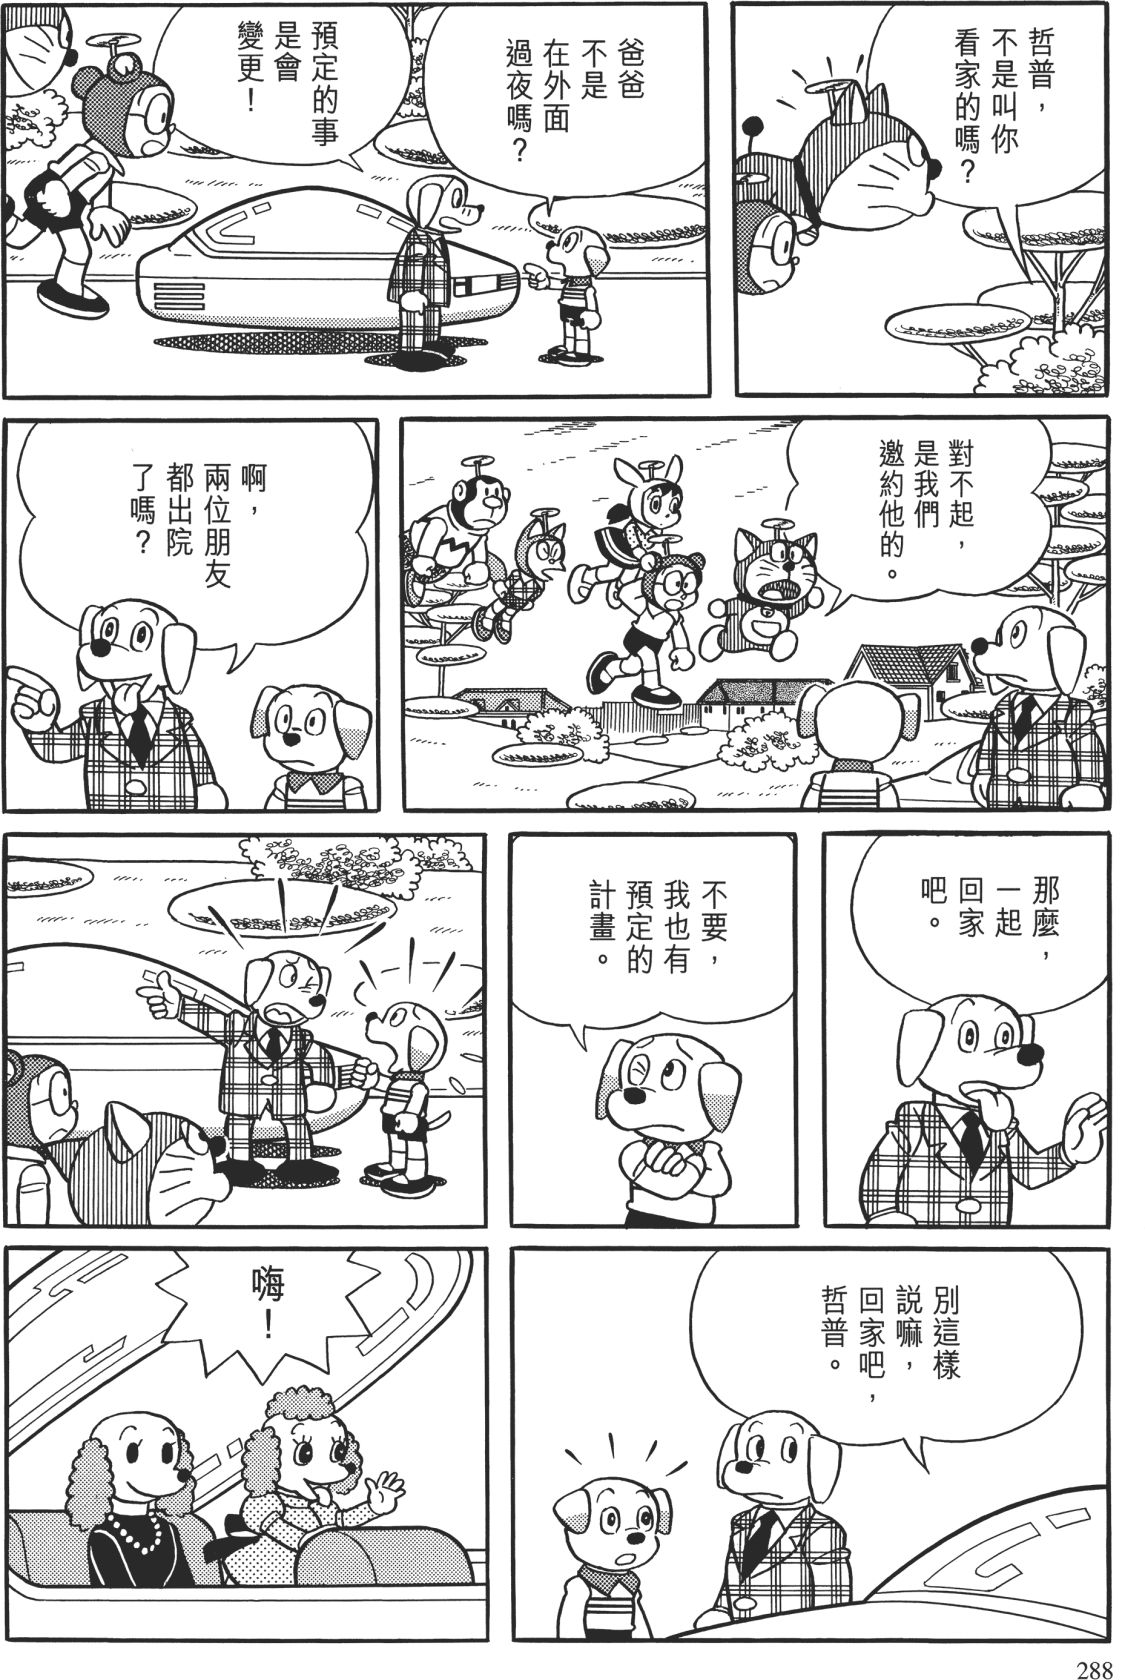 哲普，
不是叫你
看家的嗎？
爸爸
不是
在外面
過夜嗎？
預定的事
是會
變更！
對不起，
是我們
邀約他的。
啊，
兩位朋友
都出院
了嗎？
那麼，
一起
回家
吧。
不要，
我也有
預定的
計畫。
別這樣
説嘛，
回家吧，
哲普。
嗨！
288